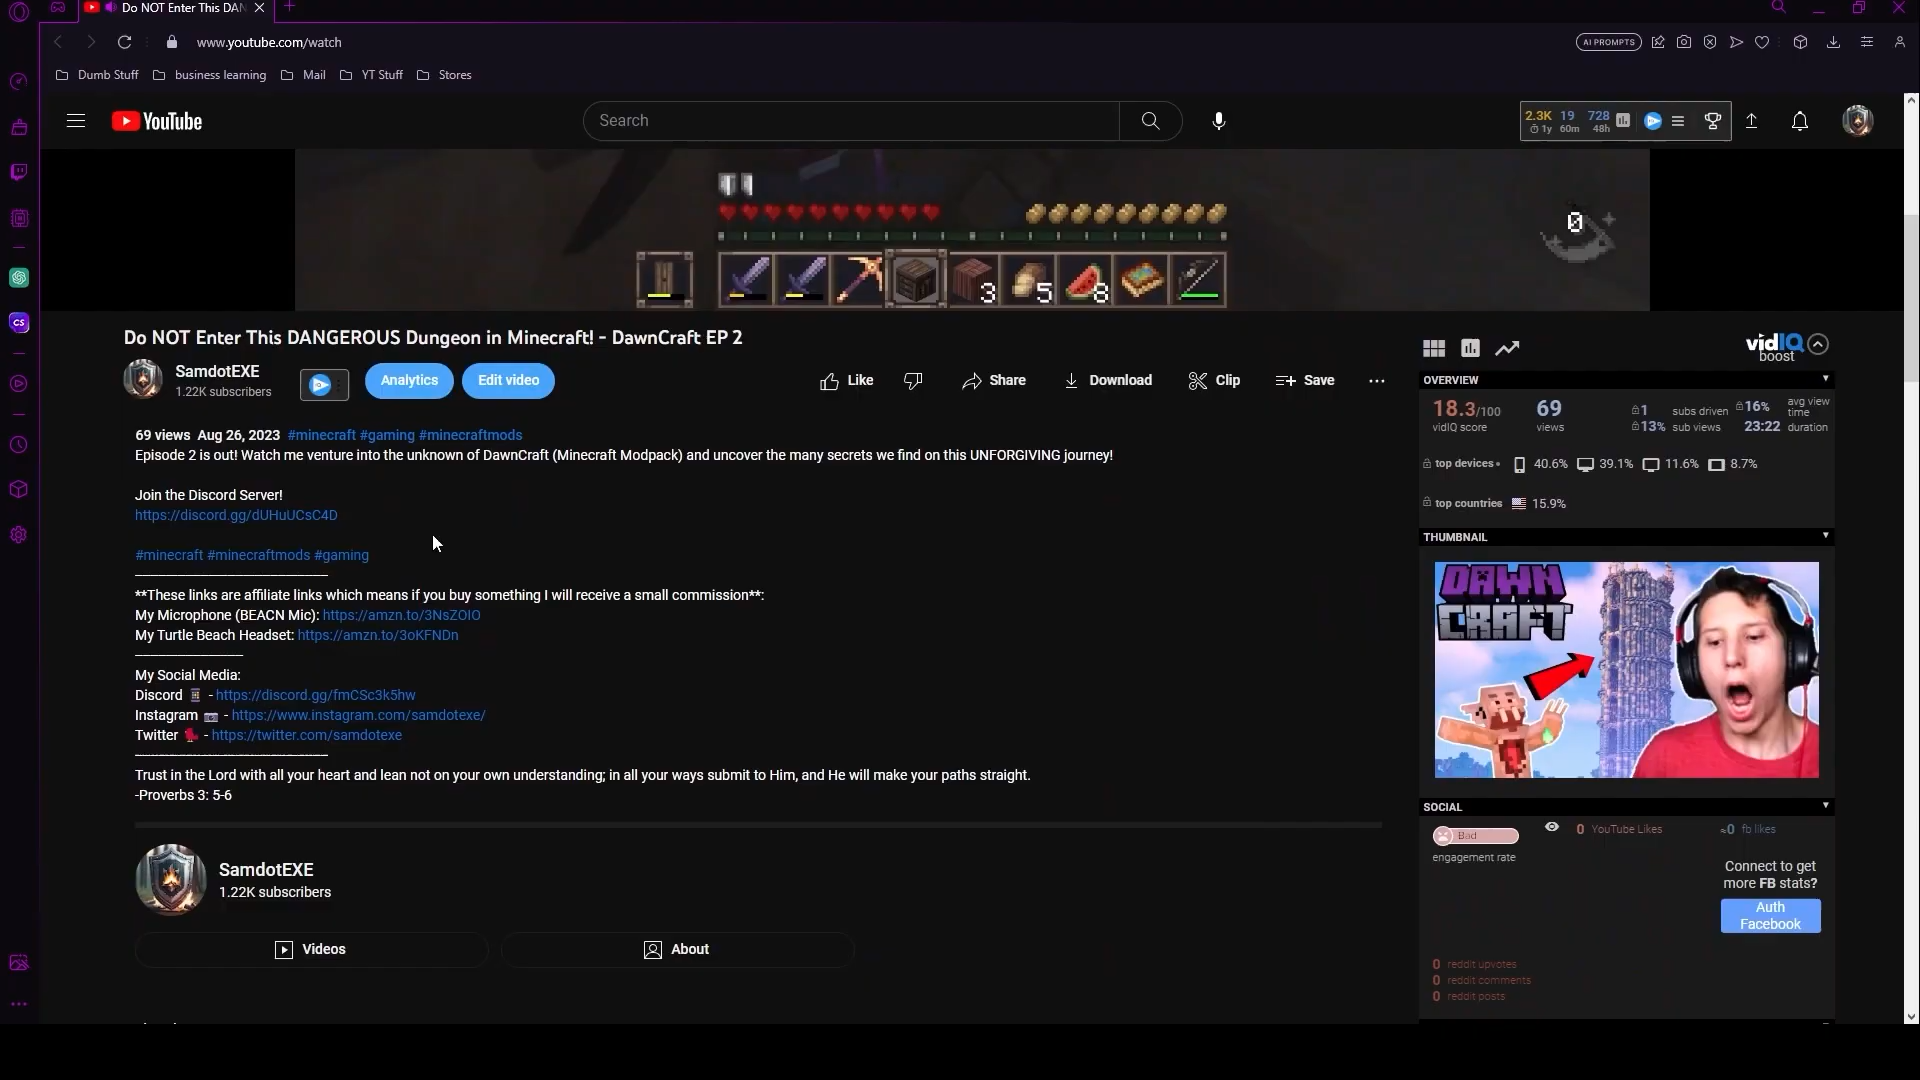 Do NOT Enter This DAN
www.youtube.com/watch
AI PROMPTS
Dumb Stuff
business learning
Mail
YT Stuff
Stores
YouTube
Search
2.3K 19 728
1y 60m 48h
0
3 5 8
Do NOT Enter This DANGEROUS Dungeon in Minecraft! - DawnCraft EP 2
SamdotEXE
1.22K subscribers
Analytics
Edit video
Like
Share
Download
Clip
Save
69 views Aug 26, 2023 #minecraft #gaming #minecraftmods
Episode 2 is out! Watch me venture into the unknown of DawnCraft (Minecraft Modpack) and uncover the many secrets we find on this UNFORGIVING journey!
Join the Discord Server!
https://discord.gg/dUHuUCsC4D
#minecraft #minecraftmods #gaming
**These links are affiliate links which means if you buy something I will receive a small commission**:
My Microphone (BEACN Mic): https://amzn.to/3NsZOIO
My Turtle Beach Headset: https://amzn.to/3oKFNDn
My Social Media:
Discord - https://discord.gg/fmCSc3k5hw
Instagram - https://www.instagram.com/samdotexe/
Twitter - https://twitter.com/samdotexe
Trust in the Lord with all your heart and lean not on your own understanding; in all your ways submit to Him, and He will make your paths straight.
-Proverbs 3: 5-6
SamdotEXE
1.22K subscribers
Videos
About
vidIQ
boost
OVERVIEW
18.3/100
vidIQ score
69
views
1 subs driven
13% sub views
16% avg view time
23:22 duration
top devices 40.6% 39.1% 11.6% 8.7%
top countries 15.9%
THUMBNAIL
DAWN
CRAFT
SOCIAL
Bad
engagement rate
0 YouTube Likes
≈0 fb likes
Connect to get
more FB stats?
Auth
Facebook
0 reddit upvotes
0 reddit comments
0 reddit posts